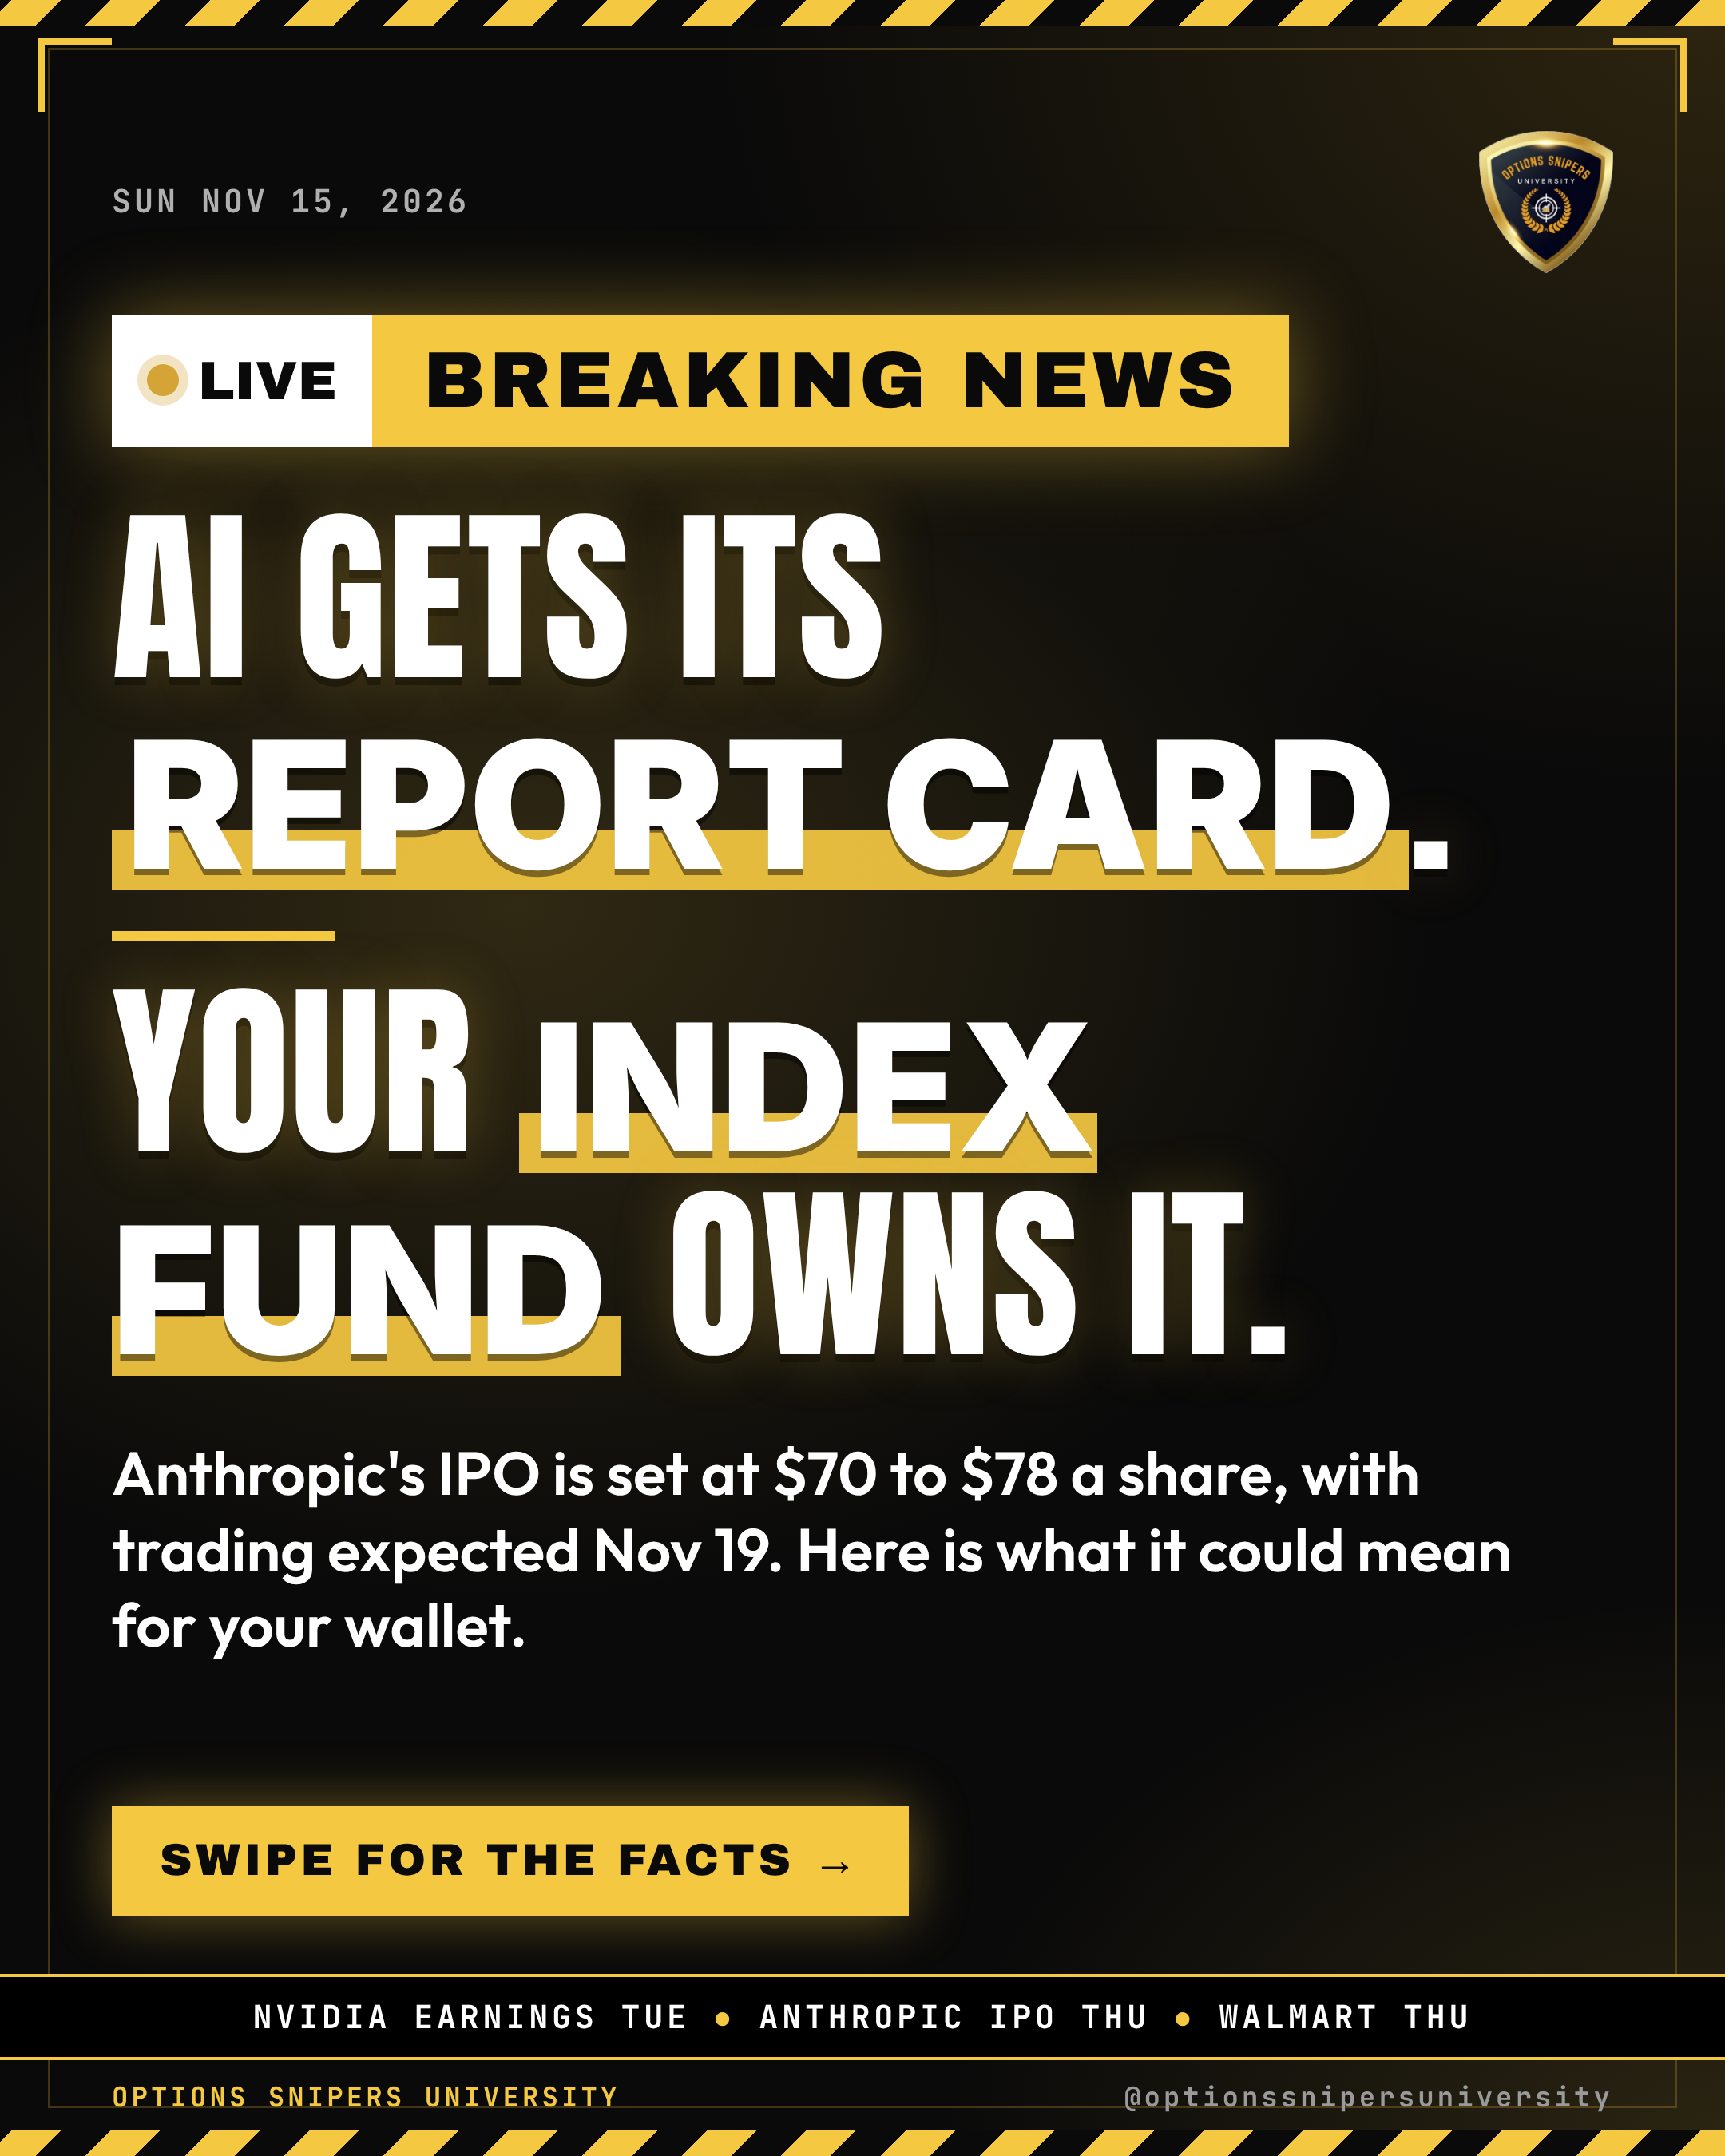 SUN NOV 15, 2026
OPTIONS SNIPERS
UNIVERSITY
LIVE
BREAKING NEWS
AI GETS ITS
REPORT CARD.
YOUR INDEX
FUND OWNS IT.
Anthropic's IPO is set at $70 to $78 a share, with
trading expected Nov 19. Here is what it could mean
for your wallet.
SWIPE FOR THE FACTS →
NVIDIA EARNINGS TUE • ANTHROPIC IPO THU • WALMART THU
OPTIONS SNIPERS UNIVERSITY
@optionssnipersuniversity